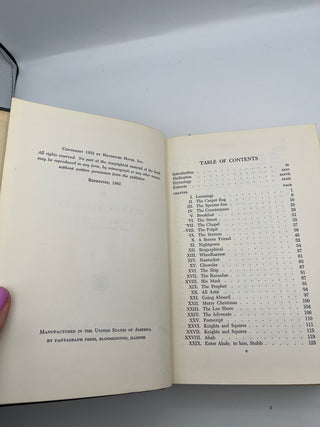 COPYRIGHT 1952 BY HENDRICKS HOUSE, INC.
All rights reserved. No part of the copyrighted material of the book
may be reproduced in any form, by mimeograph or any other means,
without written permission from the publisher.
REPRINTED, 1962
MANUFACTURED IN THE UNITED STATES OF AMERICA
BY PANTAGRAPH PRESS, BLOOMINGTON, ILLINOIS
TABLE OF CONTENTS
Introduction
Dedication
Etymology
Extracts
CHAPTER PAGE
I. Loomings 1
II. The Carpet Bag
III. The Spouter-Inn
IV. The Counterpane
V. Breakfast
VI. The Street
VII. The Chapel
VIII. The Pulpit
IX. The Sermon
X. A Bosom Friend
XI. Nightgown
XII. Biographical
XIII. Wheelbarrow
XIV. Nantucket
XV. Chowder
XVI. The Ship
XVII. The Ramadan
XVIII. His Mark
XIX. The Prophet
XX. All Astir
XXI. Going Aboard
XXII. Merry Christmas
XXIII. The Lee Shore
XXIV. The Advocate
XXV. Postscript
XXVI. Knights and Squires
XXVII. Knights and Squires
XXVIII. Ahab
XXIX. Enter Ahab; to him, Stubb
v